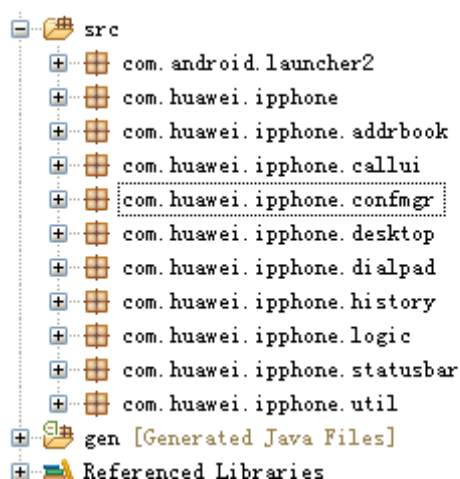 src
com.android.launcher2
com.huawei.ipphone
com.huawei.ipphone.addrbook
com.huawei.ipphone.callui
com.huawei.ipphone.confmgr
com.huawei.ipphone.desktop
com.huawei.ipphone.dialpad
com.huawei.ipphone.history
com.huawei.ipphone.logic
com.huawei.ipphone.statusbar
com.huawei.ipphone.util
gen [Generated Java Files]
Referenced Libraries